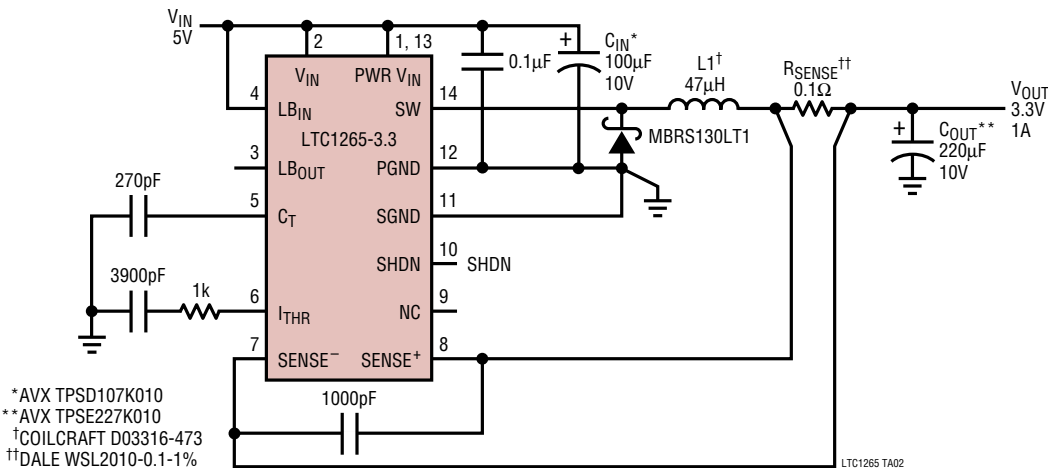 VIN
5V
2
1, 13
0.1µF
+
CIN*
100µF
10V
L1†
47µH
RSENSE††
0.1Ω
VOUT
3.3V
1A
VIN
PWR VIN
4
LBIN
SW
14
LTC1265-3.3
MBRS130LT1
+
COUT**
220µF
10V
3
LBOUT
PGND
12
270pF
5
CT
SGND
11
SHDN
10
SHDN
3900pF
1k
6
ITHR
NC
9
7
SENSE–
SENSE+
8
1000pF
*AVX TPSD107K010
**AVX TPSE227K010
†COILCRAFT D03316-473
††DALE WSL2010-0.1-1%
LTC1265 TA02